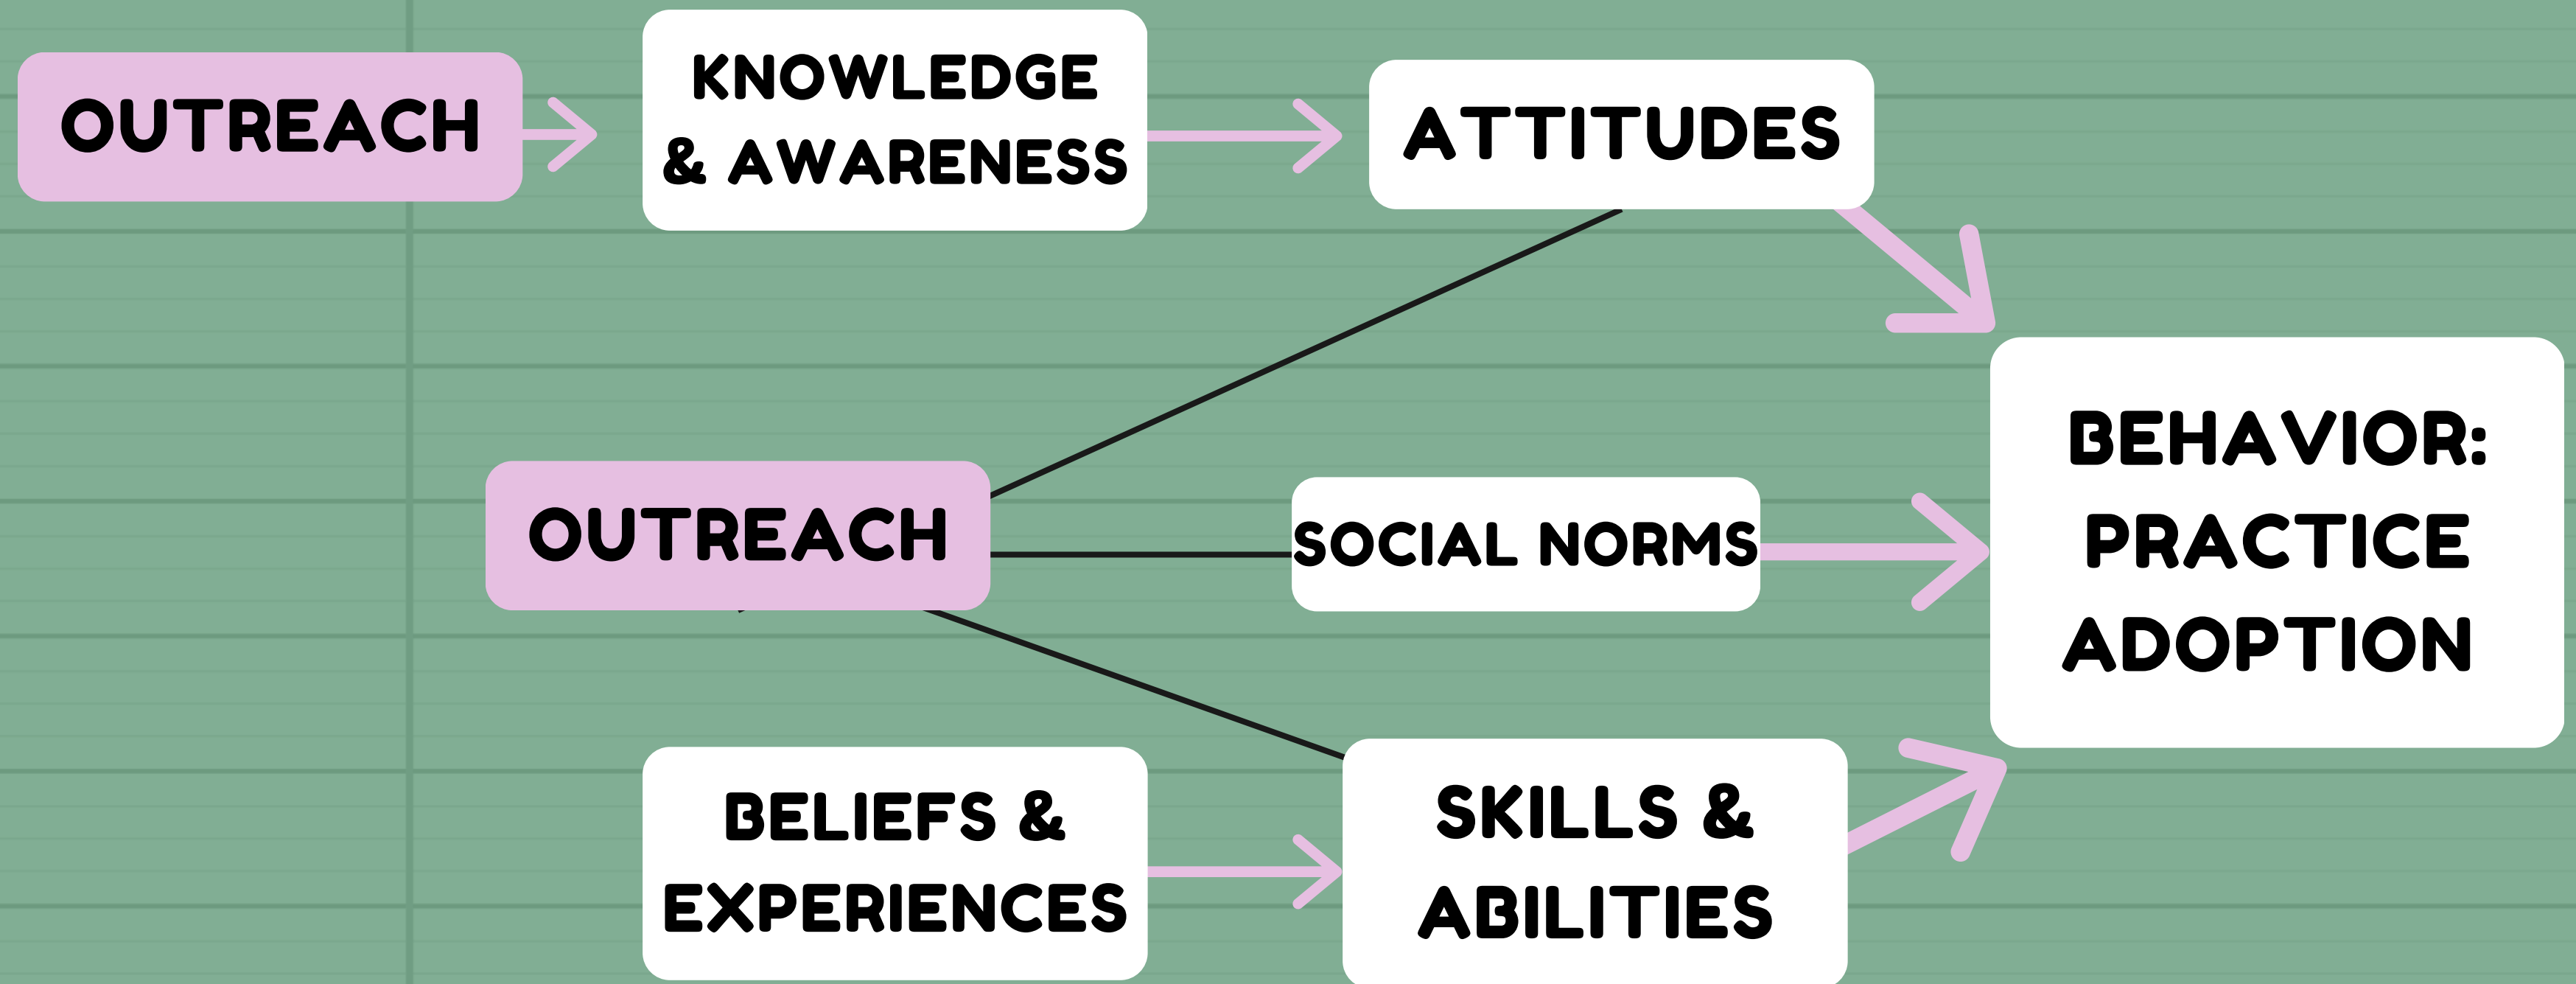 OUTREACH
KNOWLEDGE
& AWARENESS
ATTITUDES
OUTREACH
SOCIAL NORMS
BEHAVIOR:
PRACTICE
ADOPTION
BELIEFS &
EXPERIENCES
SKILLS &
ABILITIES